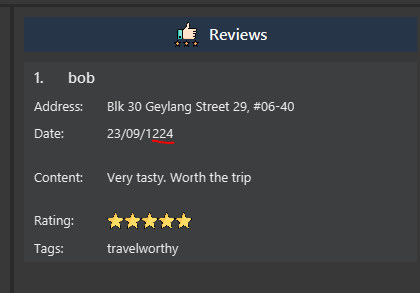 Reviews
1. bob
Address: Blk 30 Geylang Street 29, #06-40
Date: 23/09/1224
Content: Very tasty. Worth the trip
Rating:
Tags: travelworthy